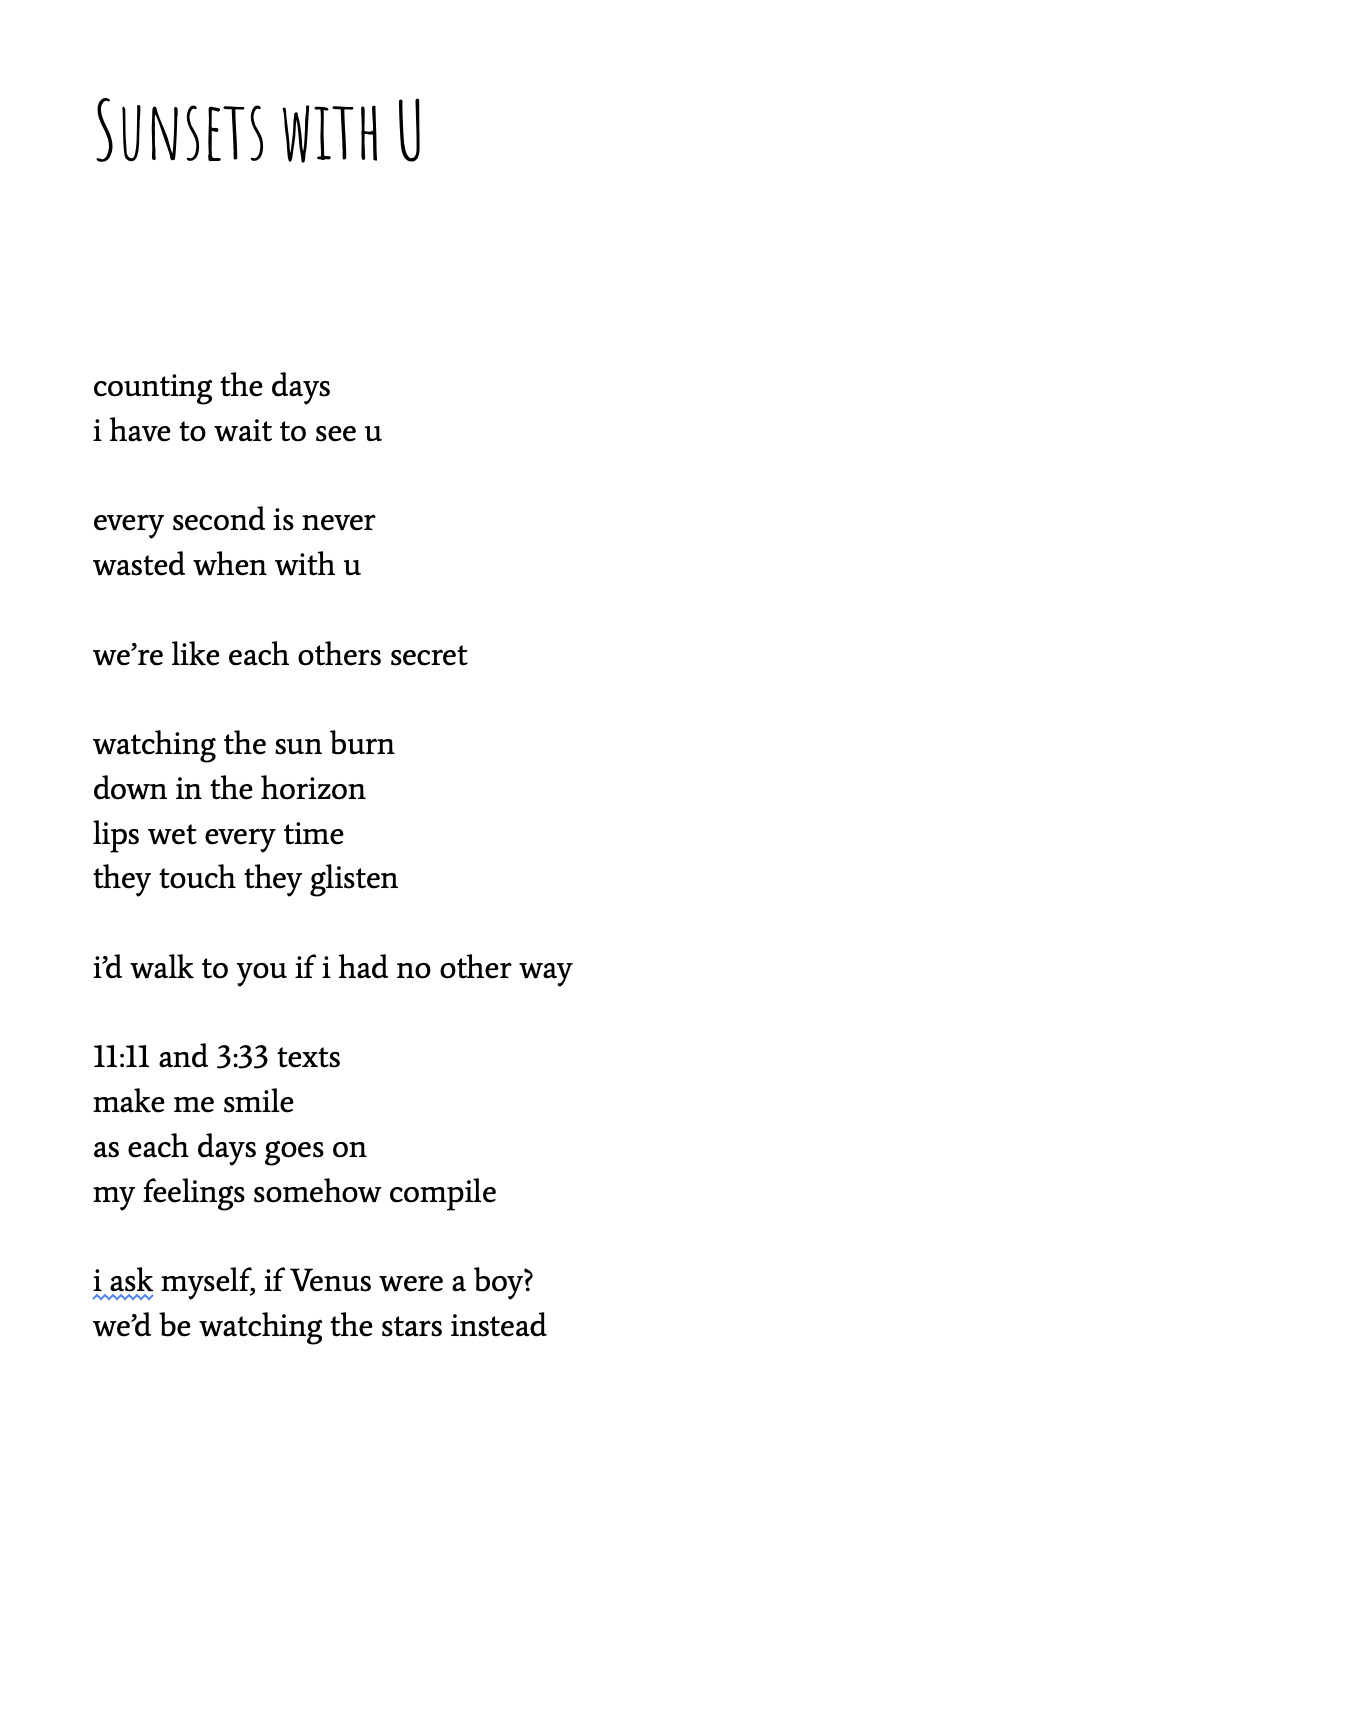 Sunsets with U
counting the days
i have to wait to see u
every second is never
wasted when with u
we’re like each others secret
watching the sun burn
down in the horizon
lips wet every time
they touch they glisten
i’d walk to you if i had no other way
11:11 and 3:33 texts
make me smile
as each days goes on
my feelings somehow compile
i ask myself, if Venus were a boy?
we’d be watching the stars instead